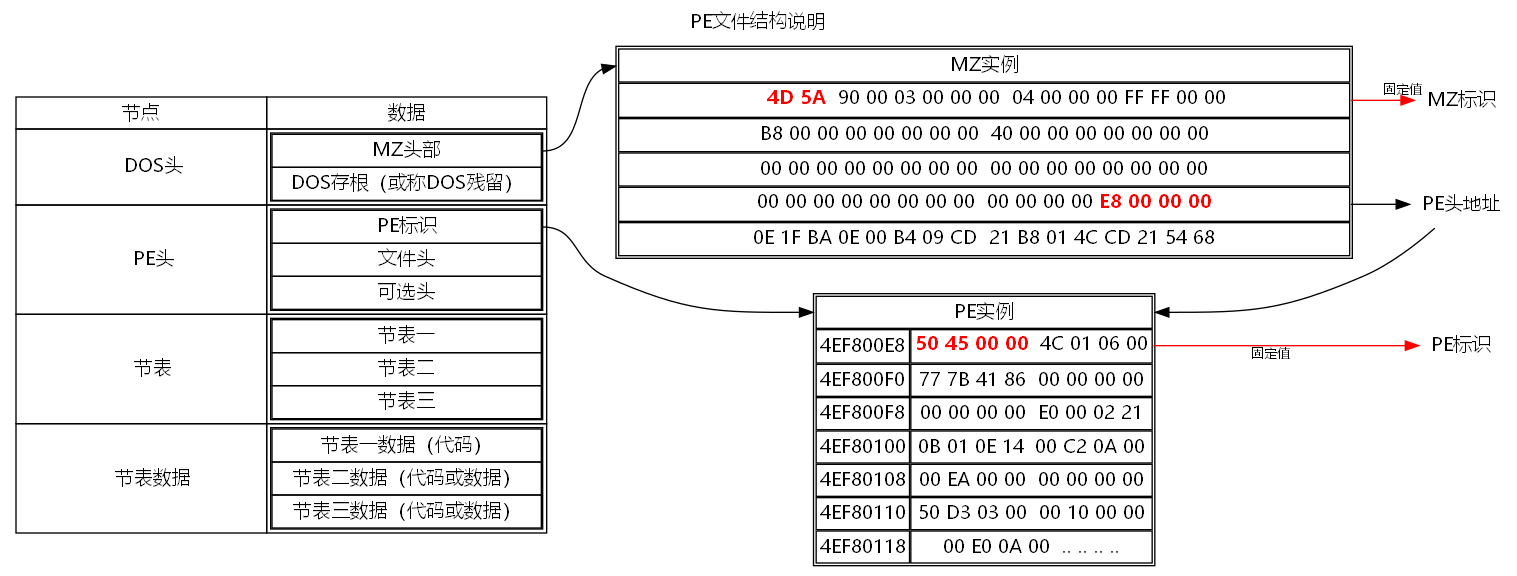 PE文件结构说明
节点 数据
DOS头
MZ头部
DOS存根（或称DOS残留）
PE头
PE标识
文件头
可选头
节表
节表一
节表二
节表三
节表数据
节表一数据（代码）
节表二数据（代码或数据）
节表三数据（代码或数据）
MZ实例
4D 5A 90 00 03 00 00 00 04 00 00 00 FF FF 00 00
B8 00 00 00 00 00 00 00 40 00 00 00 00 00 00 00
00 00 00 00 00 00 00 00 00 00 00 00 00 00 00 00
00 00 00 00 00 00 00 00 00 00 00 00 E8 00 00 00
0E 1F BA 0E 00 B4 09 CD 21 B8 01 4C CD 21 54 68
固定值
MZ标识
PE头地址
PE实例
4EF800E8 50 45 00 00 4C 01 06 00
4EF800F0 77 7B 41 86 00 00 00 00
4EF800F8 00 00 00 00 E0 00 02 21
4EF80100 0B 01 0E 14 00 C2 0A 00
4EF80108 00 EA 00 00 00 00 00 00
4EF80110 50 D3 03 00 00 10 00 00
4EF80118 00 E0 0A 00 .. .. .. ..
固定值
PE标识